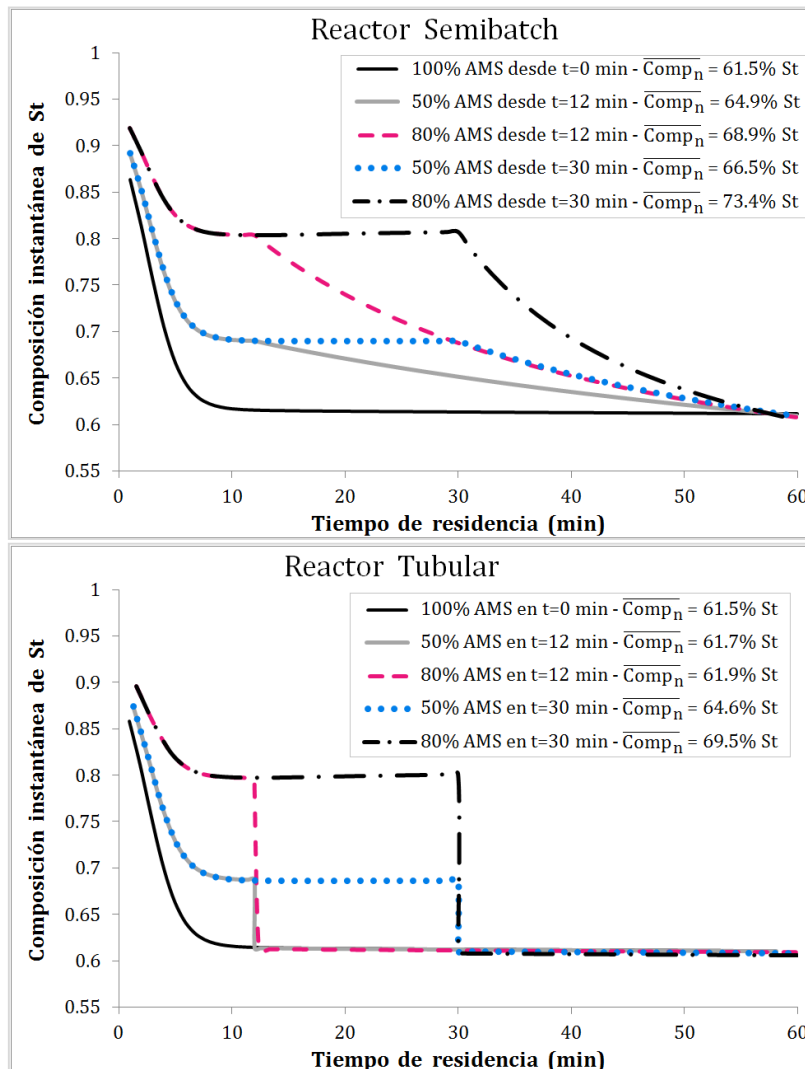 Reactor Semibatch
Composición instantánea de St
1
0.95
0.9
0.85
0.8
0.75
0.7
0.65
0.6
0.55
100% AMS desde t=0 min - Comp_n = 61.5% St
50% AMS desde t=12 min - Comp_n = 64.9% St
80% AMS desde t=12 min - Comp_n = 68.9% St
50% AMS desde t=30 min - Comp_n = 66.5% St
80% AMS desde t=30 min - Comp_n = 73.4% St
0 10 20 30 40 50 60
Tiempo de residencia (min)
Reactor Tubular
Composición instantánea de St
1
0.95
0.9
0.85
0.8
0.75
0.7
0.65
0.6
0.55
100% AMS en t=0 min - Comp_n = 61.5% St
50% AMS en t=12 min - Comp_n = 61.7% St
80% AMS en t=12 min - Comp_n = 61.9% St
50% AMS en t=30 min - Comp_n = 64.6% St
80% AMS en t=30 min - Comp_n = 69.5% St
0 10 20 30 40 50 60
Tiempo de residencia (min)